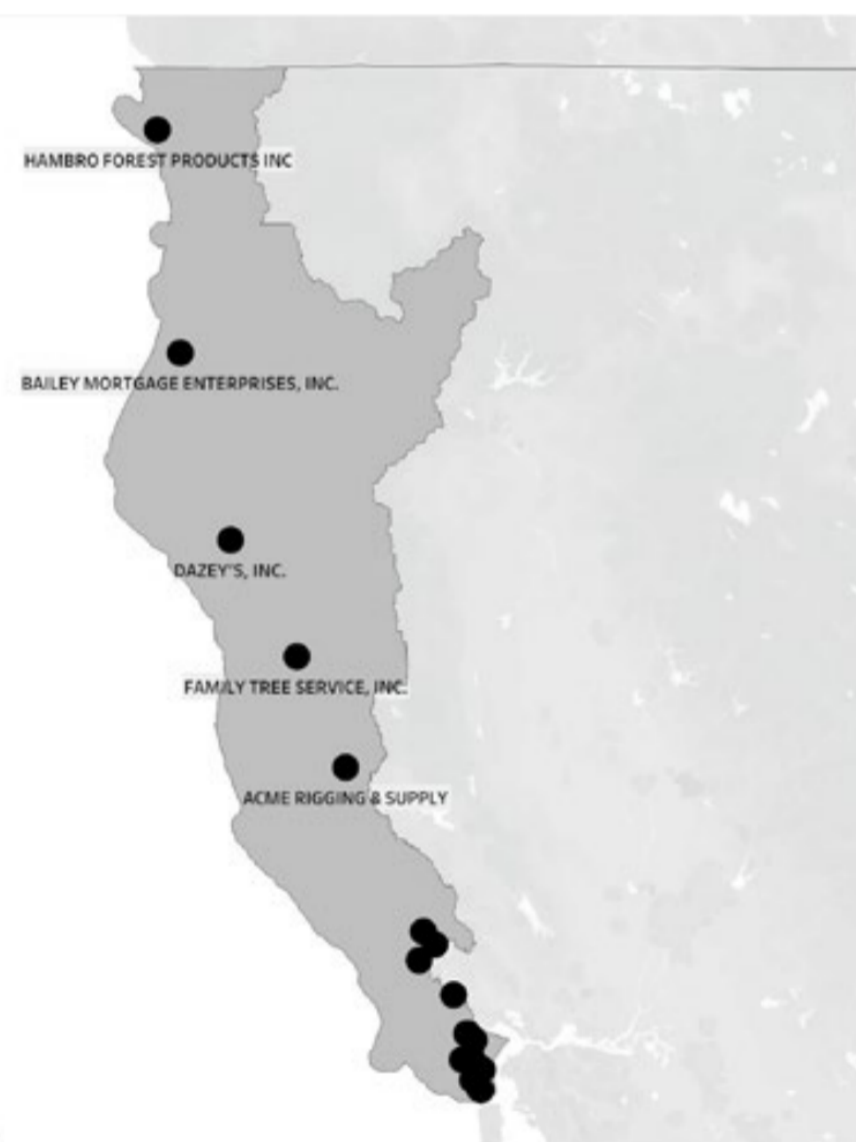 HAMBRO FOREST PRODUCTS INC
BAILEY MORTGAGE ENTERPRISES, INC.
DAZEY'S, INC.
FAMILY TREE SERVICE, INC.
ACME RIGGING & SUPPLY